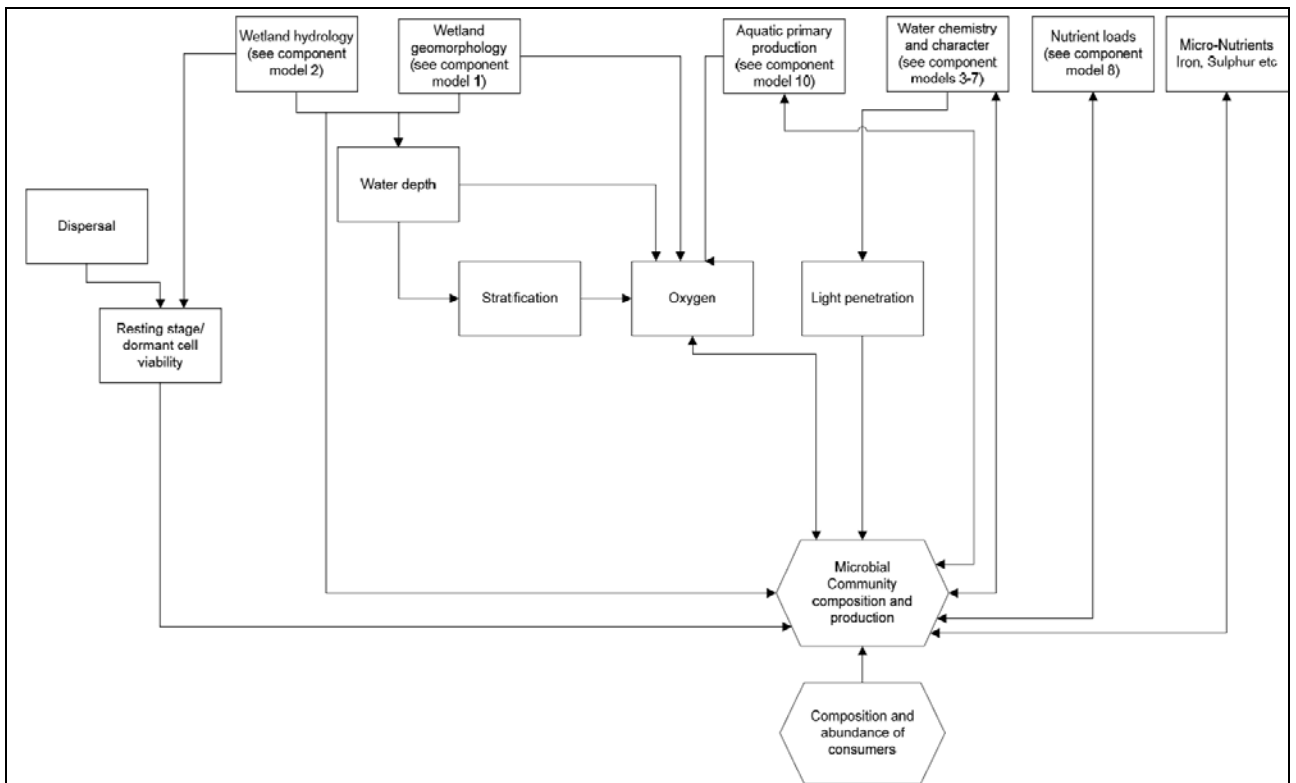 Wetland hydrology
(see component
model 2)
Wetland
geomorphology
(see component
model 1)
Aquatic primary
production
(see component
model 10)
Water chemistry
and character
(see component
models 3-7)
Nutrient loads
(see component
model 8)
Micro-Nutrients
Iron, Sulphur etc
Water depth
Dispersal
Stratification
Oxygen
Light penetration
Resting stage/
dormant cell
viability
Microbial
Community
composition and
production
Composition and
abundance of
consumers